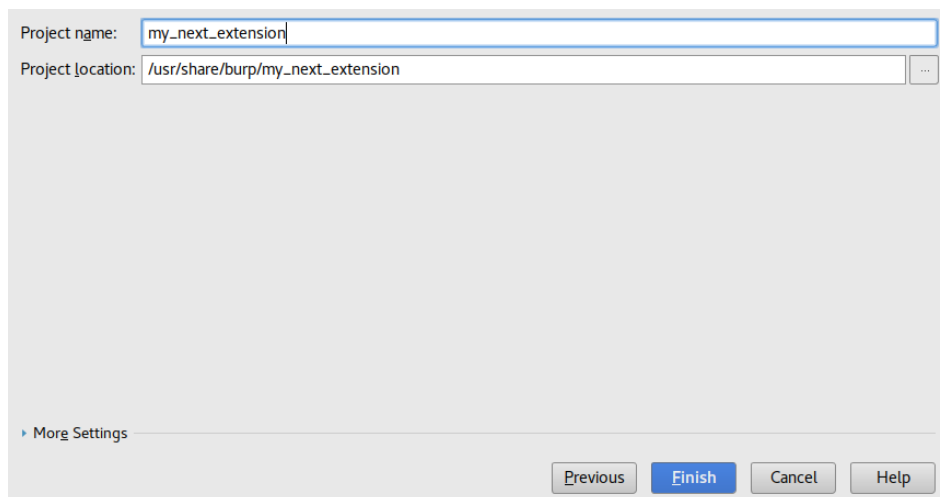 Project name: my_next_extension
Project location: /usr/share/burp/my_next_extension ...
More Settings
Previous Finish Cancel Help